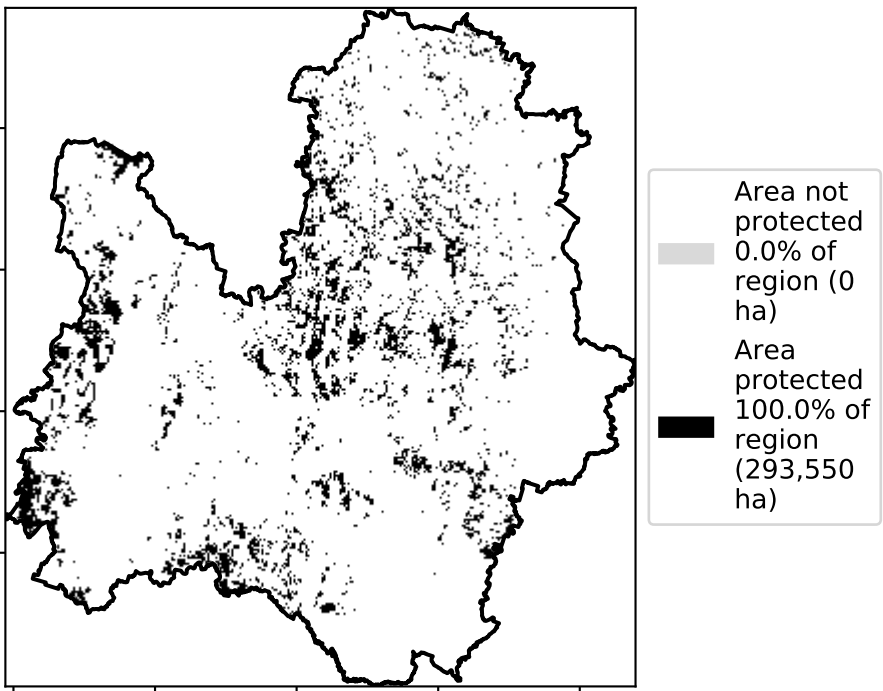 Area not
protected
0.0% of
region (0
ha)
Area
protected
100.0% of
region
(293,550
ha)